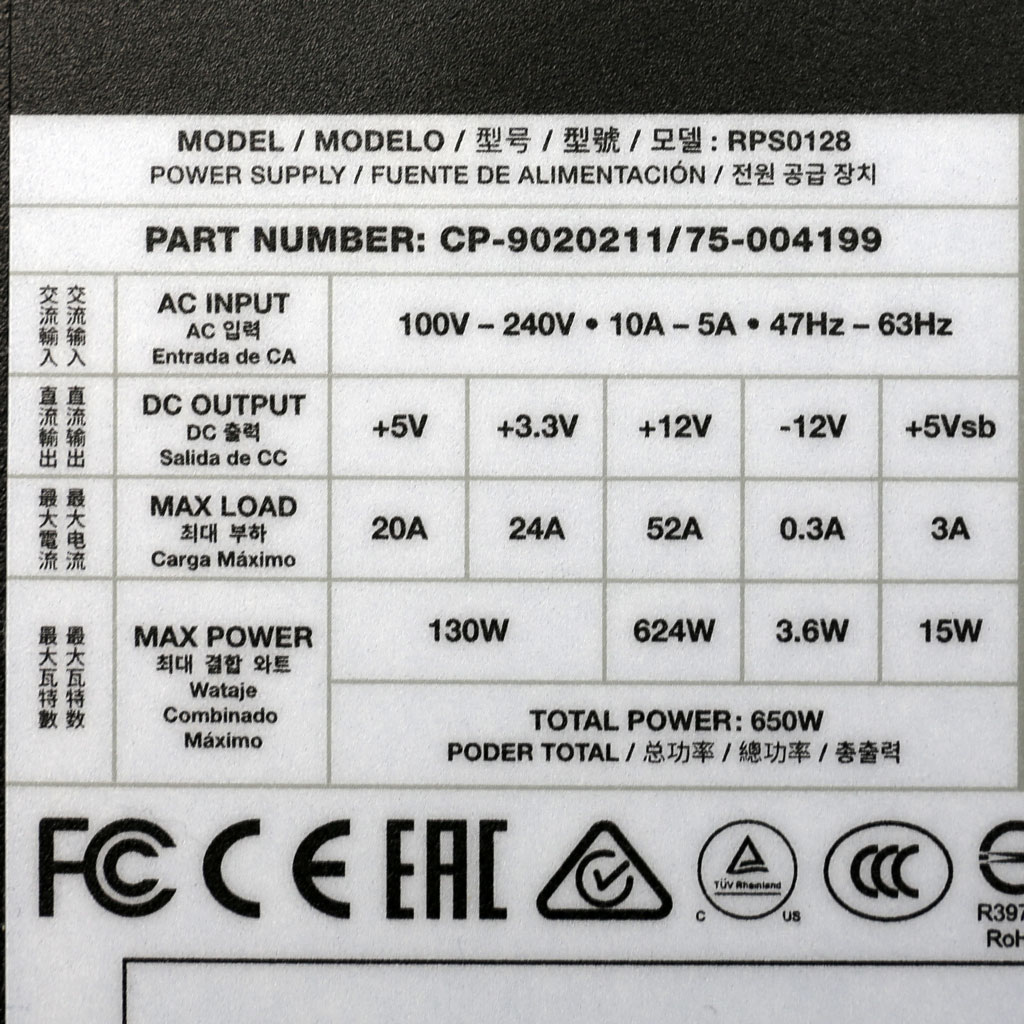 MODEL / MODELO / 型号 / 型號 / 모델 : RPS0128
POWER SUPPLY / FUENTE DE ALIMENTACIÓN / 전원 공급 장치
PART NUMBER: CP-9020211/75-004199
交流輸入
交流输入
AC INPUT
AC 입력
Entrada de CA
100V – 240V • 10A – 5A • 47Hz – 63Hz
直流輸出
直流输出
DC OUTPUT
DC 출력
Salida de CC
+5V
+3.3V
+12V
-12V
+5Vsb
最大電流
最大电流
MAX LOAD
최대 부하
Carga Máximo
20A
24A
52A
0.3A
3A
最大瓦特數
最大瓦特数
MAX POWER
최대 결합 와트
Wataje
Combinado
Máximo
130W
624W
3.6W
15W
TOTAL POWER: 650W
PODER TOTAL / 总功率 / 總功率 / 총출력
FC CE EAC
TÜV Rheinland
C US
CCC
R397
RoH